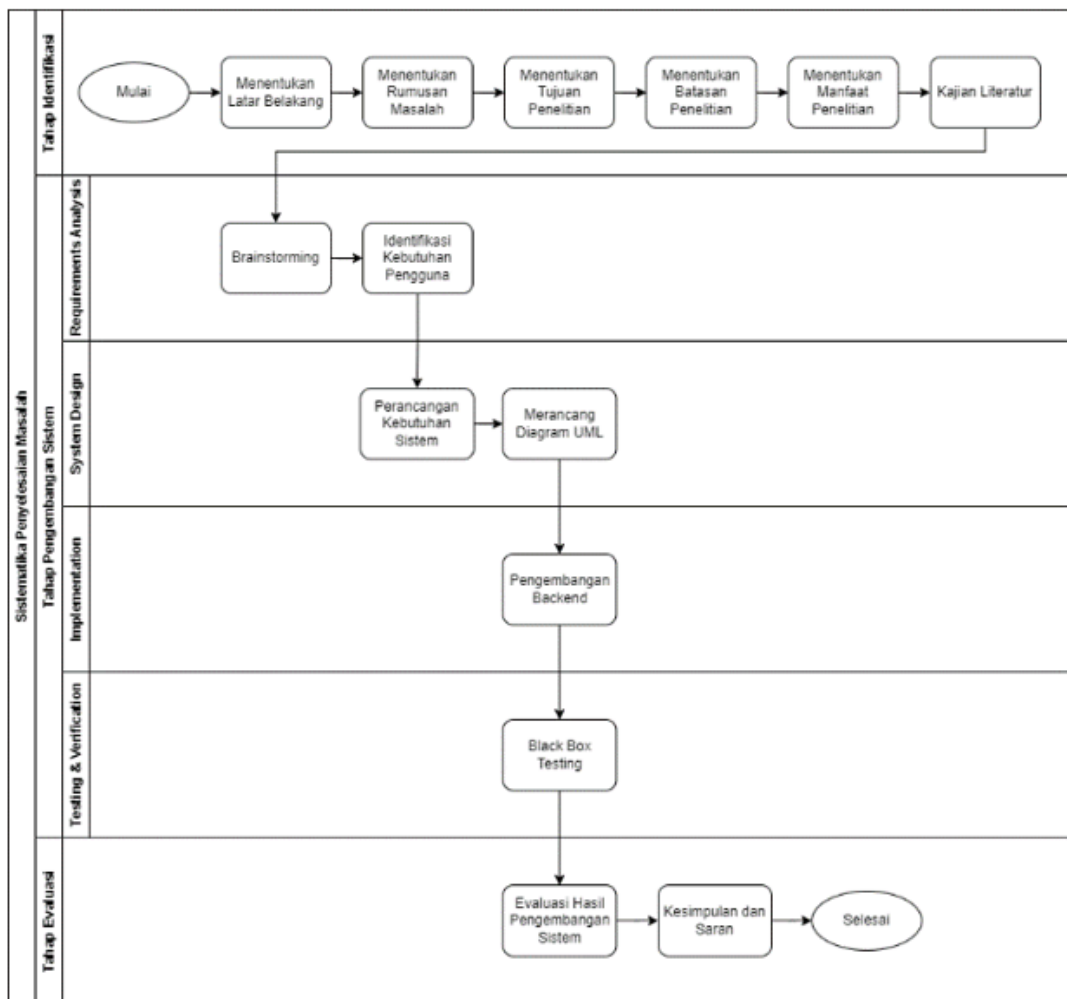 Sistematika Penyelesaian Masalah
Tahap Identifikasi
Mulai
Menentukan
Latar Belakang
Menentukan
Rumusan
Masalah
Menentukan
Tujuan
Penelitian
Menentukan
Batasan
Penelitian
Menentukan
Manfaat
Penelitian
Kajian Literatur
Tahap Pengembangan Sistem
Requirements Analysis
Brainstorming
Identifikasi
Kebutuhan
Pengguna
System Design
Perancangan
Kebutuhan
Sistem
Merancang
Diagram UML
Implementation
Pengembangan
Backend
Testing & Verification
Black Box
Testing
Tahap Evaluasi
Evaluasi Hasil
Pengembangan
Sistem
Kesimpulan dan
Saran
Selesai